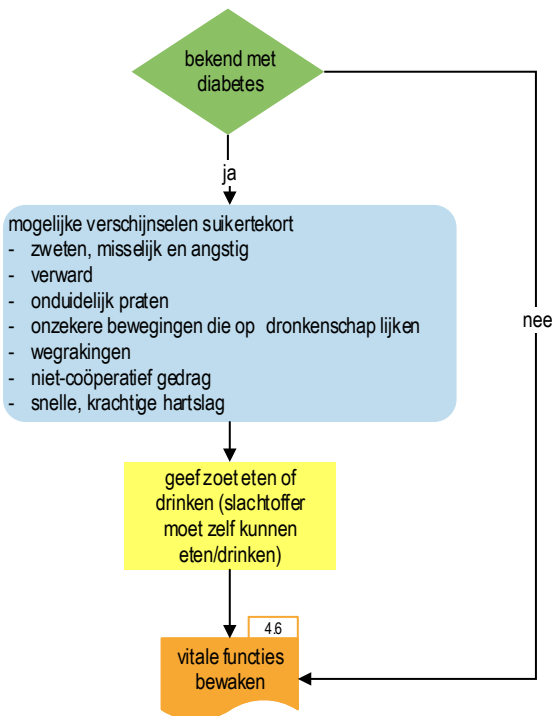 bekend met
diabetes
ja
mogelijke verschijnselen suikertekort
- zweten, misselijk en angstig
- verward
- onduidelijk praten
- onzekere bewegingen die op dronkenschap lijken
- wegrakingen
- niet-coöperatief gedrag
- snelle, krachtige hartslag
nee
geef zoet eten of
drinken (slachtoffer
moet zelf kunnen
eten/drinken)
4.6
vitale functies
bewaken